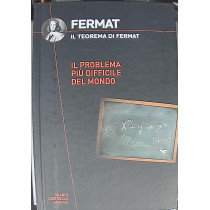 FERMAT
IL TEOREMA DI FERMAT
IL PROBLEMA
PIÙ DIFFICILE
DEL MONDO